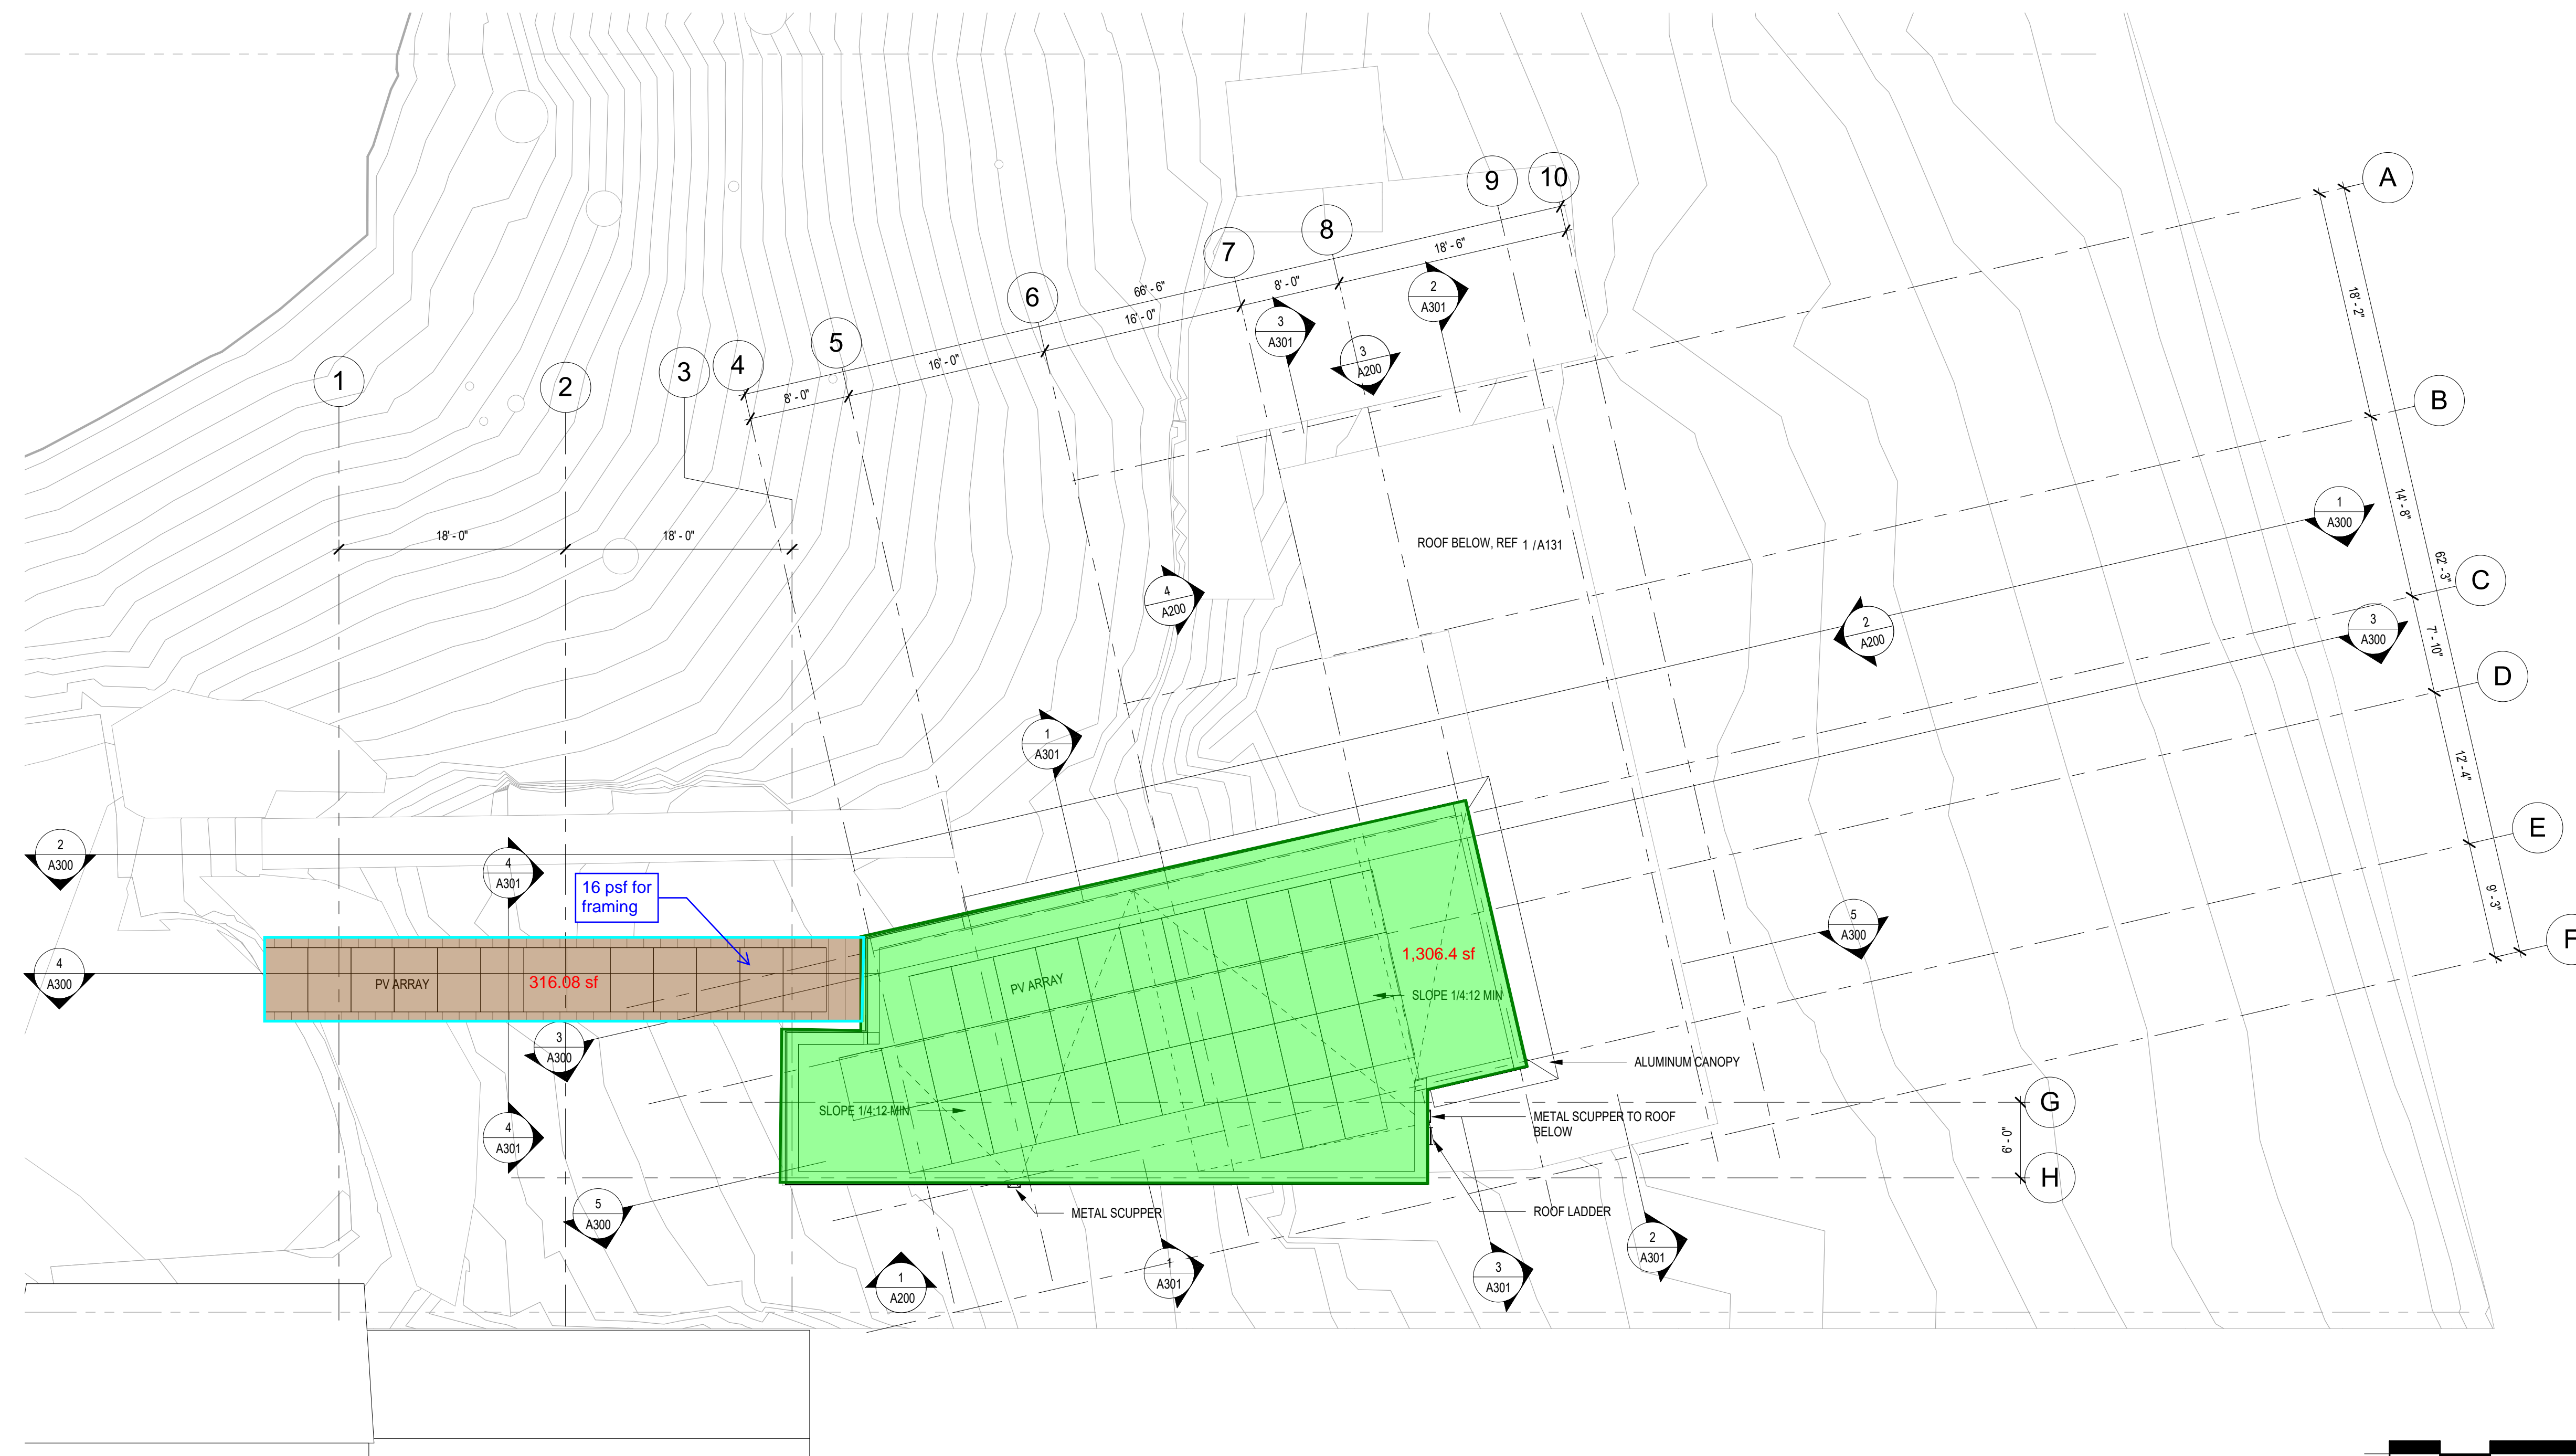 A
9
10
8
7
18' - 6"
8' - 0"
66' - 6"
16' - 0"
6
2
A301
3
A301
3
A200
18' - 2"
5
4
3
2
1
16' - 0"
8' - 0"
B
18' - 0"
18' - 0"
ROOF BELOW, REF 1 / A131
1
A300
14' - 8"
62' - 3"
C
4
A200
2
A200
3
A300
7' - 10"
D
1
A301
12' - 4"
E
2
A300
4
A301
16 psf for
framing
9' - 3"
F
5
A300
4
A300
PV ARRAY
316.08 sf
PV ARRAY
1,306.4 sf
SLOPE 1/4:12 MIN
3
A300
ALUMINUM CANOPY
SLOPE 1/4:12 MIN
METAL SCUPPER TO ROOF
BELOW
G
6' - 0"
H
4
A301
5
A300
METAL SCUPPER
ROOF LADDER
1
A200
1
A301
3
A301
2
A301